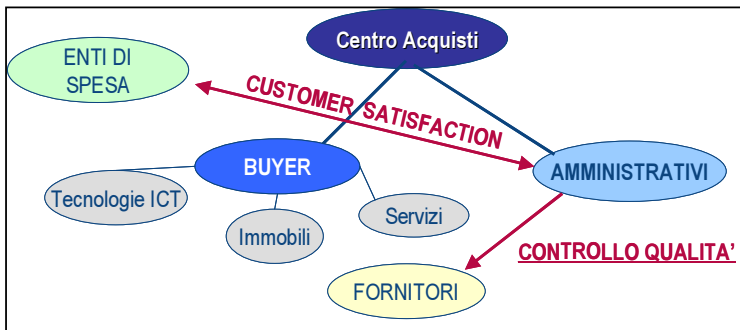 Centro Acquisti
ENTI DI
SPESA
CUSTOMER SATISFACTION
BUYER
AMMINISTRATIVI
Tecnologie ICT
Servizi
Immobili
CONTROLLO QUALITA’
FORNITORI